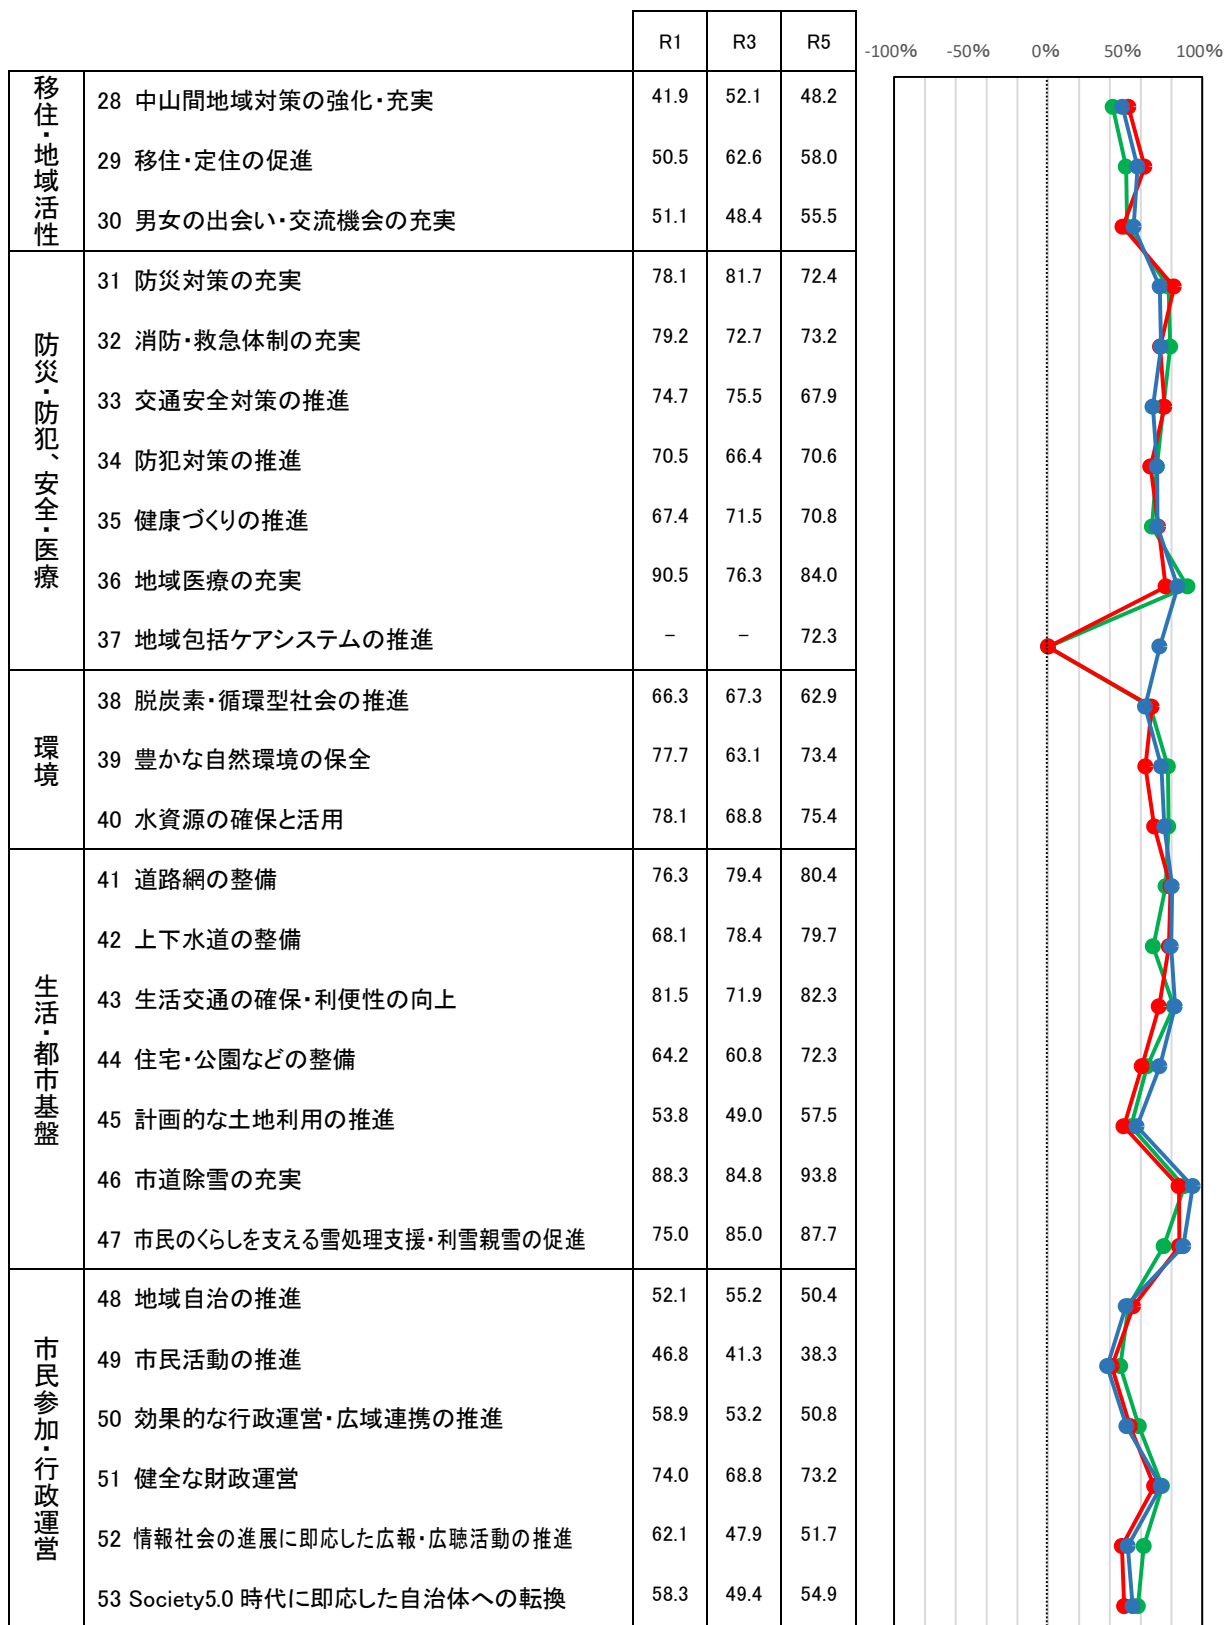 R1 R3 R5 -100% -50% 0% 50% 100%
移住・地域活性
28 中山間地域対策の強化・充実 41.9 52.1 48.2
29 移住・定住の促進 50.5 62.6 58.0
30 男女の出会い・交流機会の充実 51.1 48.4 55.5
防災・防犯、安全・医療
31 防災対策の充実 78.1 81.7 72.4
32 消防・救急体制の充実 79.2 72.7 73.2
33 交通安全対策の推進 74.7 75.5 67.9
34 防犯対策の推進 70.5 66.4 70.6
35 健康づくりの推進 67.4 71.5 70.8
36 地域医療の充実 90.5 76.3 84.0
37 地域包括ケアシステムの推進 － － 72.3
環境
38 脱炭素・循環型社会の推進 66.3 67.3 62.9
39 豊かな自然環境の保全 77.7 63.1 73.4
40 水資源の確保と活用 78.1 68.8 75.4
生活・都市基盤
41 道路網の整備 76.3 79.4 80.4
42 上下水道の整備 68.1 78.4 79.7
43 生活交通の確保・利便性の向上 81.5 71.9 82.3
44 住宅・公園などの整備 64.2 60.8 72.3
45 計画的な土地利用の推進 53.8 49.0 57.5
46 市道除雪の充実 88.3 84.8 93.8
47 市民のくらしを支える雪処理支援・利雪親雪の促進 75.0 85.0 87.7
市民参加・行政運営
48 地域自治の推進 52.1 55.2 50.4
49 市民活動の推進 46.8 41.3 38.3
50 効果的な行政運営・広域連携の推進 58.9 53.2 50.8
51 健全な財政運営 74.0 68.8 73.2
52 情報社会の進展に即応した広報・広聴活動の推進 62.1 47.9 51.7
53 Society5.0 時代に即応した自治体への転換 58.3 49.4 54.9